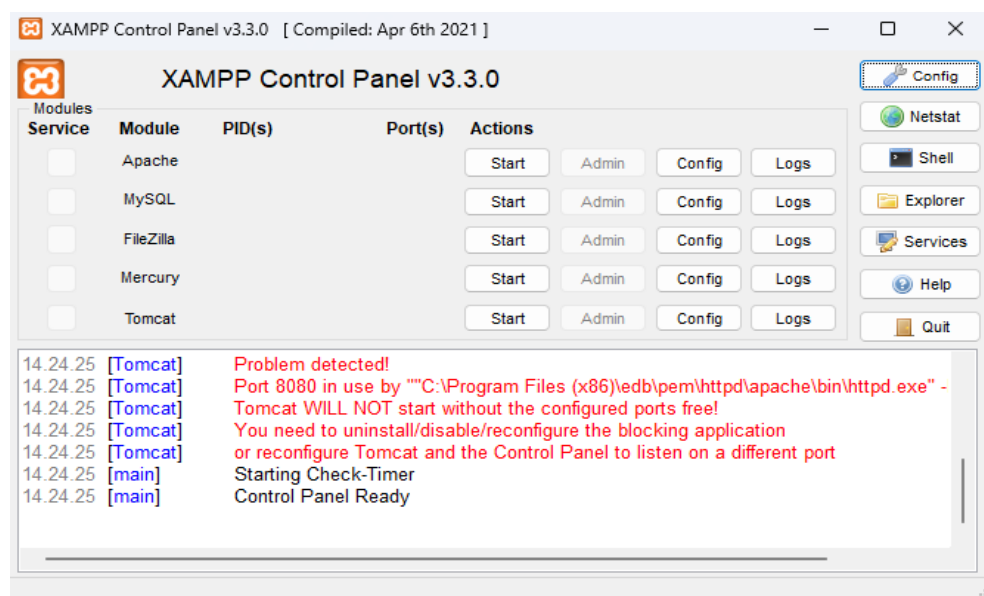 XAMPP Control Panel v3.3.0 [ Compiled: Apr 6th 2021 ]
XAMPP Control Panel v3.3.0
Config
Modules
Service Module PID(s) Port(s) Actions
Netstat
Apache Start Admin Config Logs
Shell
MySQL Start Admin Config Logs
Explorer
FileZilla Start Admin Config Logs
Services
Mercury Start Admin Config Logs
Help
Tomcat Start Admin Config Logs
Quit
14.24.25 [Tomcat] Problem detected!
14.24.25 [Tomcat] Port 8080 in use by ""C:\Program Files (x86)\edb\pem\httpd\apache\bin\httpd.exe" -
14.24.25 [Tomcat] Tomcat WILL NOT start without the configured ports free!
14.24.25 [Tomcat] You need to uninstall/disable/reconfigure the blocking application
14.24.25 [Tomcat] or reconfigure Tomcat and the Control Panel to listen on a different port
14.24.25 [main] Starting Check-Timer
14.24.25 [main] Control Panel Ready